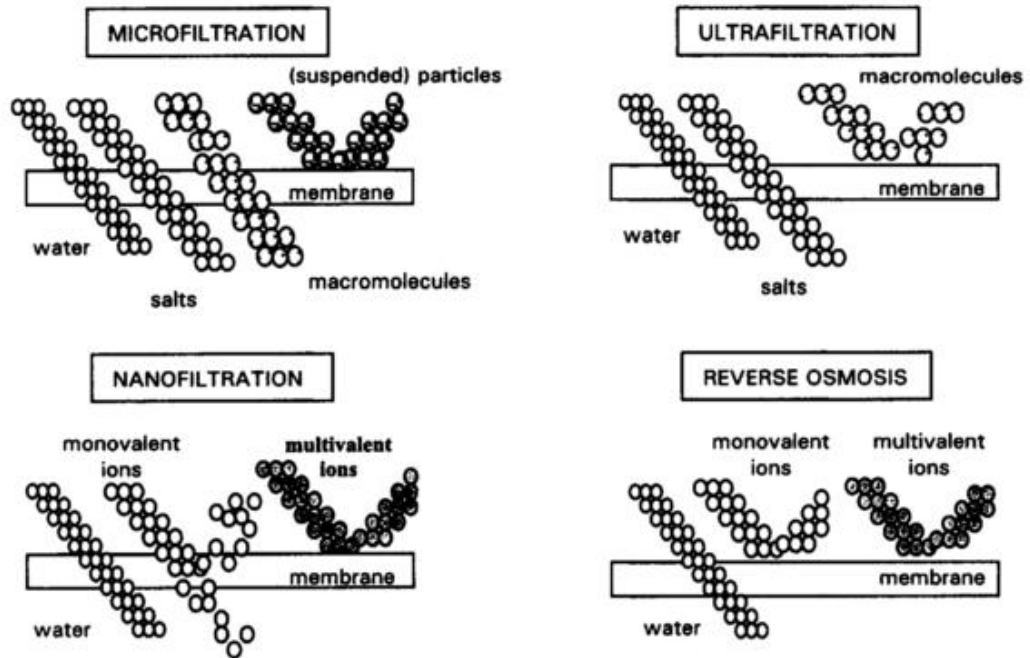 MICROFILTRATION
(suspended) particles
membrane
water
salts
macromolecules
ULTRAFILTRATION
macromolecules
membrane
water
salts
NANOFILTRATION
monovalent
ions
multivalent
ions
membrane
water
REVERSE OSMOSIS
monovalent
ions
multivalent
ions
membrane
water